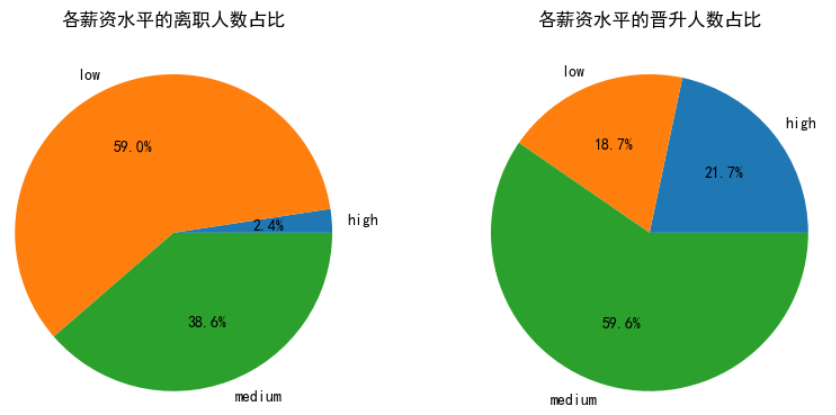 各薪资水平的离职人数占比
low
59.0%
2.4%
high
38.6%
medium
各薪资水平的晋升人数占比
low
high
18.7%
21.7%
59.6%
medium